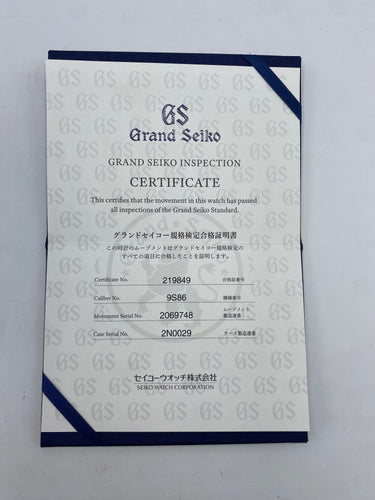 GS
Grand Seiko
GRAND SEIKO INSPECTION
CERTIFICATE
This certifies that the movement in this watch has passed
all inspections of the Grand Seiko Standard.
グランドセイコー規格検定合格証明書
この時計のムーブメントはグランドセイコー規格検定の
すべての項目に合格したことを証明します。
Certificate No. 219849 合格証番号
Caliber No. 9S86 機種番号
Movement Serial No. 2069748 ムーブメント製造連番
Case Serial No. 2N0029 ケース製造連番
セイコーウオッチ株式会社
SEIKO WATCH CORPORATION